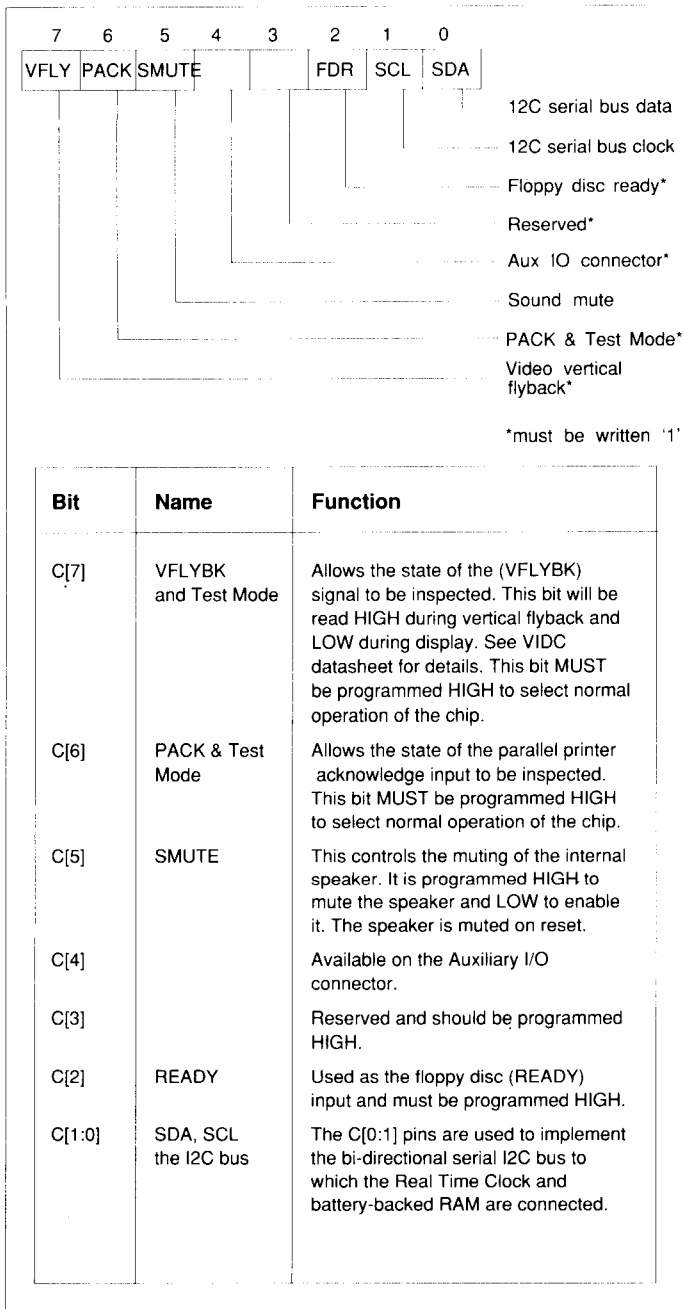 7 6 5 4 3 2 1 0
VFLY PACK SMUTE FDR SCL SDA
12C serial bus data
12C serial bus clock
Floppy disc ready*
Reserved*
Aux IO connector*
Sound mute
PACK & Test Mode*
Video vertical
flyback*
*must be written '1'
Bit Name Function
C[7] VFLYBK Allows the state of the (VFLYBK)
and Test Mode signal to be inspected. This bit will be
read HIGH during vertical flyback and
LOW during display. See VIDC
datasheet for details. This bit MUST
be programmed HIGH to select normal
operation of the chip.
C[6] PACK & Test Allows the state of the parallel printer
Mode acknowledge input to be inspected.
This bit MUST be programmed HIGH
to select normal operation of the chip.
C[5] SMUTE This controls the muting of the internal
speaker. It is programmed HIGH to
mute the speaker and LOW to enable
it. The speaker is muted on reset.
C[4] Available on the Auxiliary I/O
connector.
C[3] Reserved and should be programmed
HIGH.
C[2] READY Used as the floppy disc (READY)
input and must be programmed HIGH.
C[1:0] SDA, SCL The C[0:1] pins are used to implement
the I2C bus the bi-directional serial I2C bus to
which the Real Time Clock and
battery-backed RAM are connected.